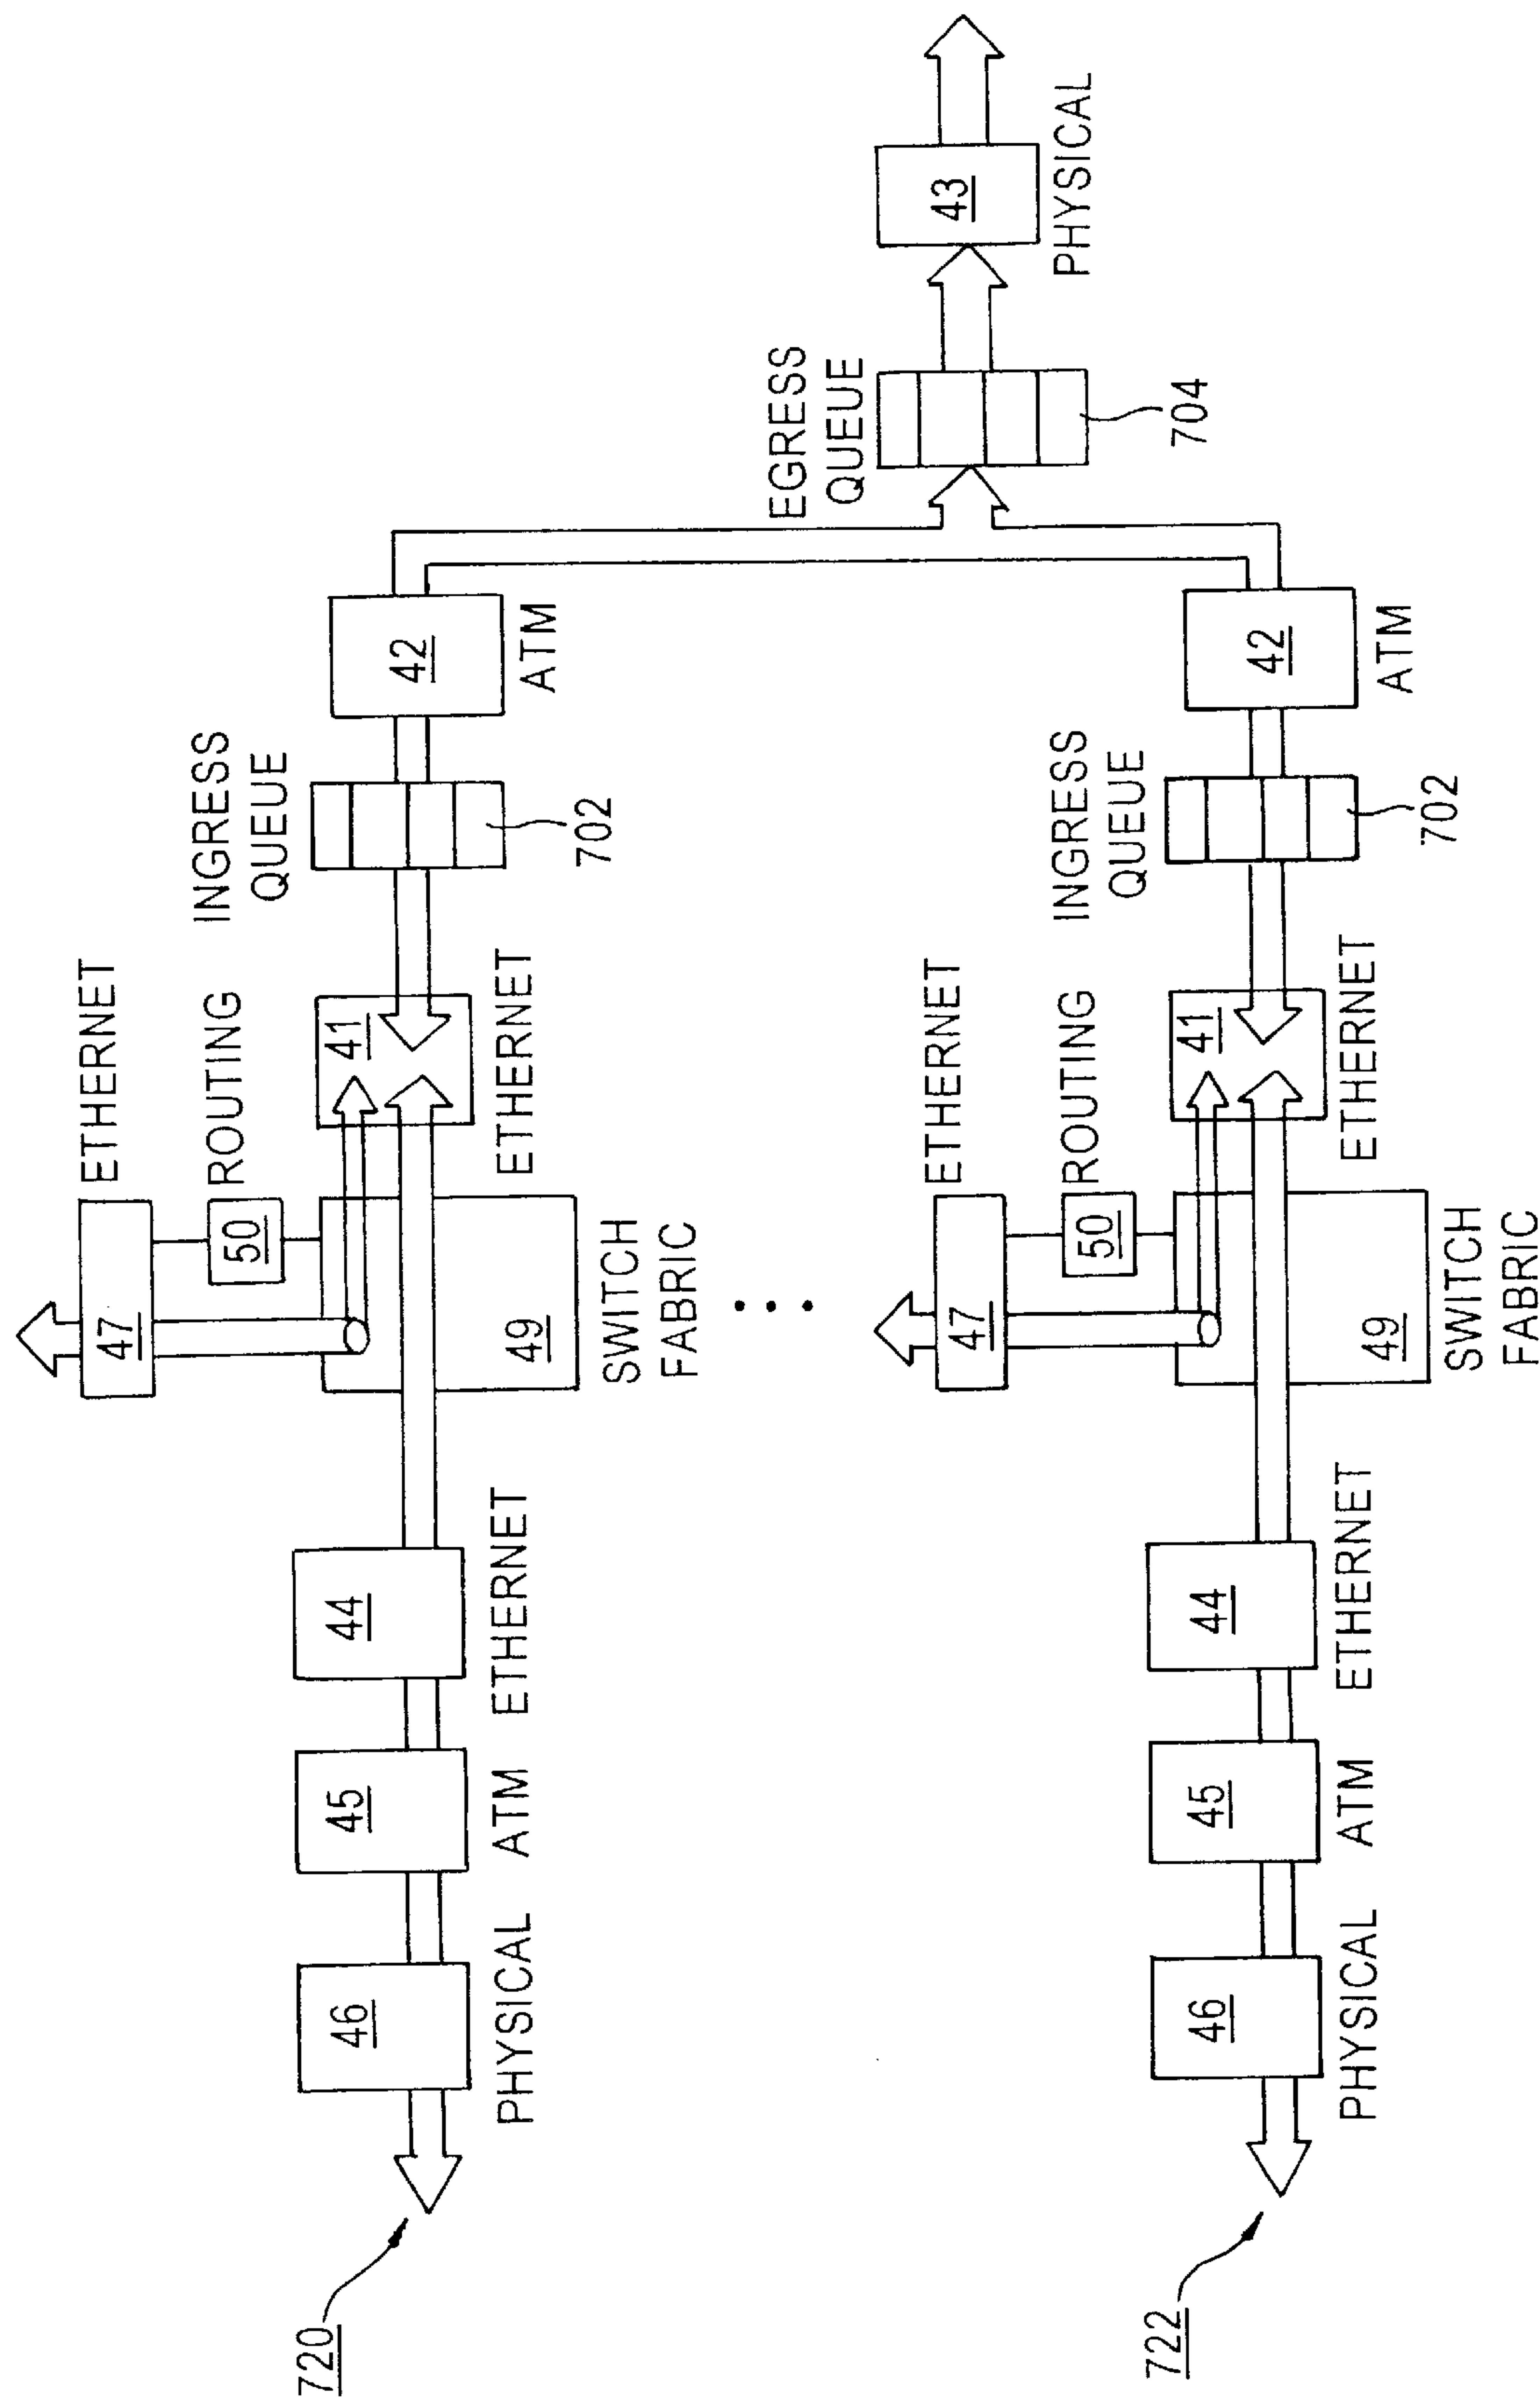 ETHERNET
47
ROUTING
50
INGRESS
QUEUE
720
46
PHYSICAL
45
ATM
44
ETHERNET
49
SWITCH
FABRIC
41
ETHERNET
702
42
ATM
EGRESS
QUEUE
704
43
PHYSICAL
ETHERNET
47
ROUTING
50
INGRESS
QUEUE
722
46
PHYSICAL
45
ATM
44
ETHERNET
49
SWITCH
FABRIC
41
ETHERNET
702
42
ATM